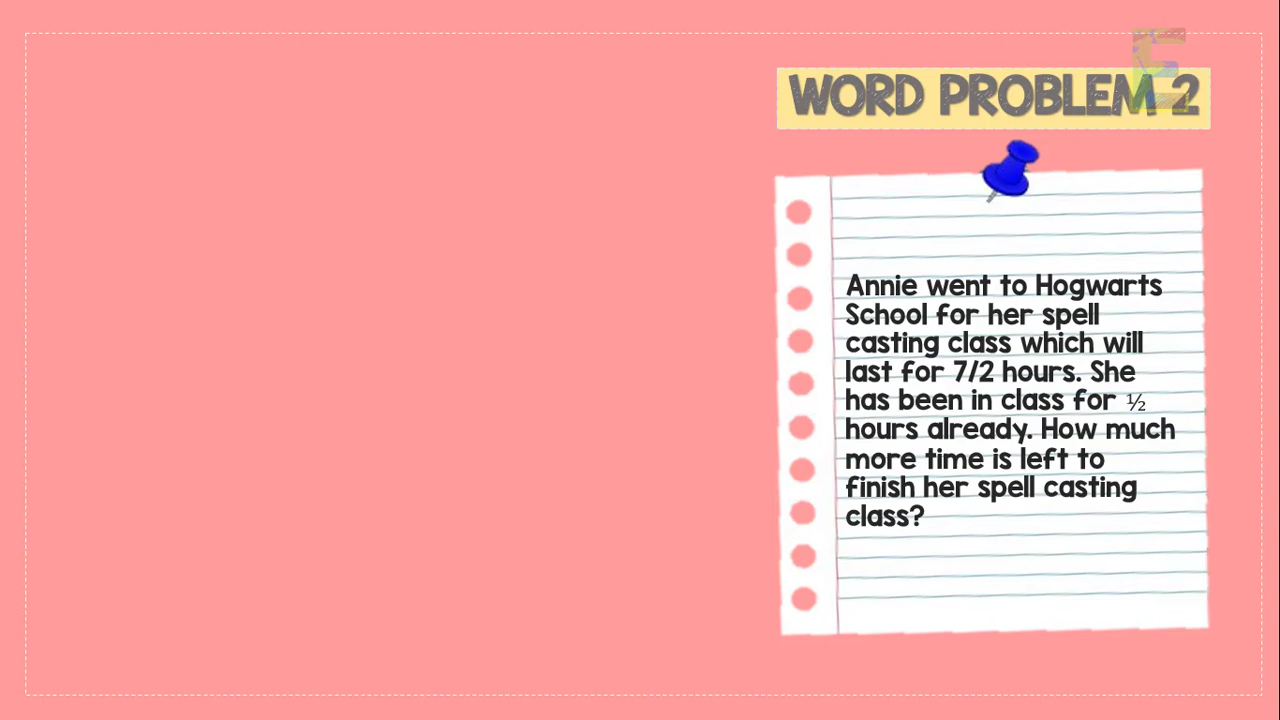 WORD PROBLEM 2
Annie went to Hogwarts
School for her spell
casting class which will
last for 7/2 hours. She
has been in class for ½
hours already. How much
more time is left to
finish her spell casting
class?